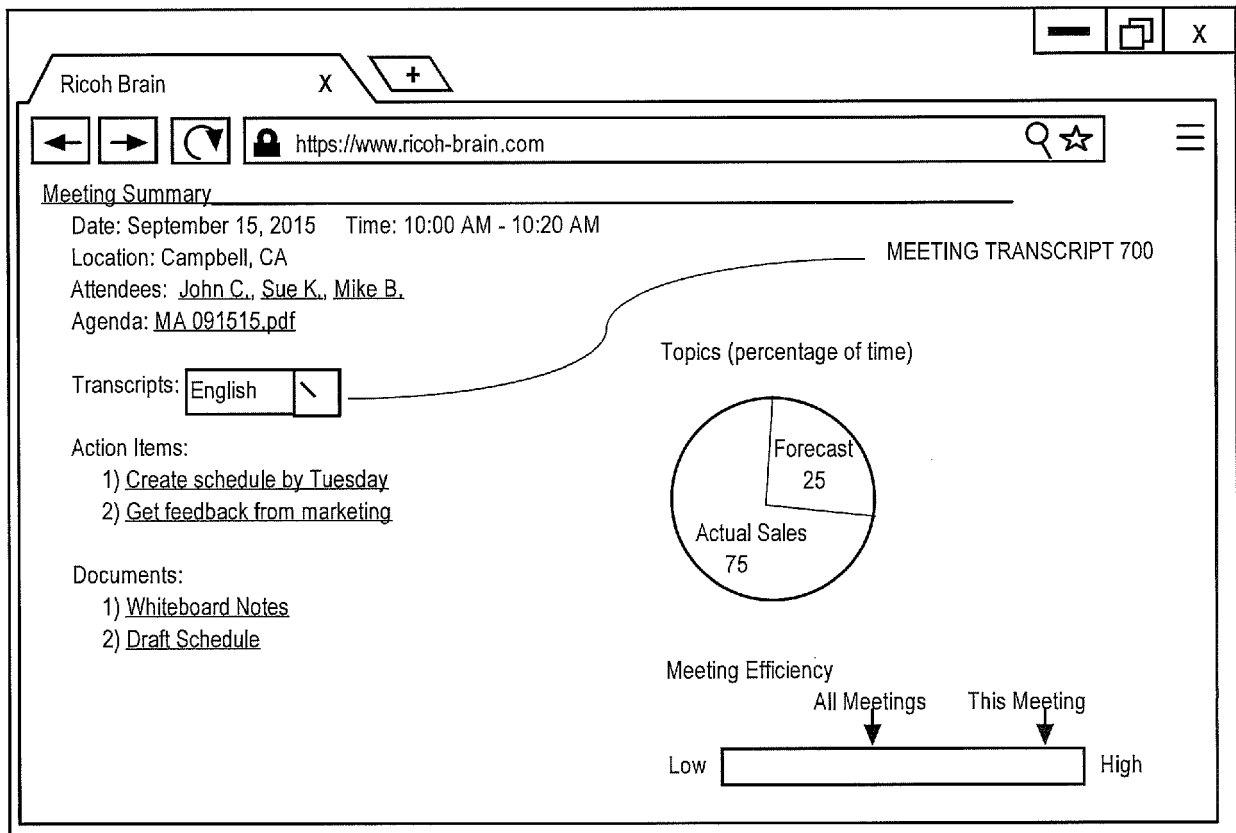 X
Ricoh Brain X +
https://www.ricoh-brain.com
Meeting Summary
Date: September 15, 2015 Time: 10:00 AM - 10:20 AM
Location: Campbell, CA
Attendees: John C., Sue K., Mike B.
Agenda: MA 091515.pdf
MEETING TRANSCRIPT 700
Transcripts: English
Action Items:
1) Create schedule by Tuesday
2) Get feedback from marketing
Documents:
1) Whiteboard Notes
2) Draft Schedule
Topics (percentage of time)
Forecast
25
Actual Sales
75
Meeting Efficiency
All Meetings This Meeting
Low High